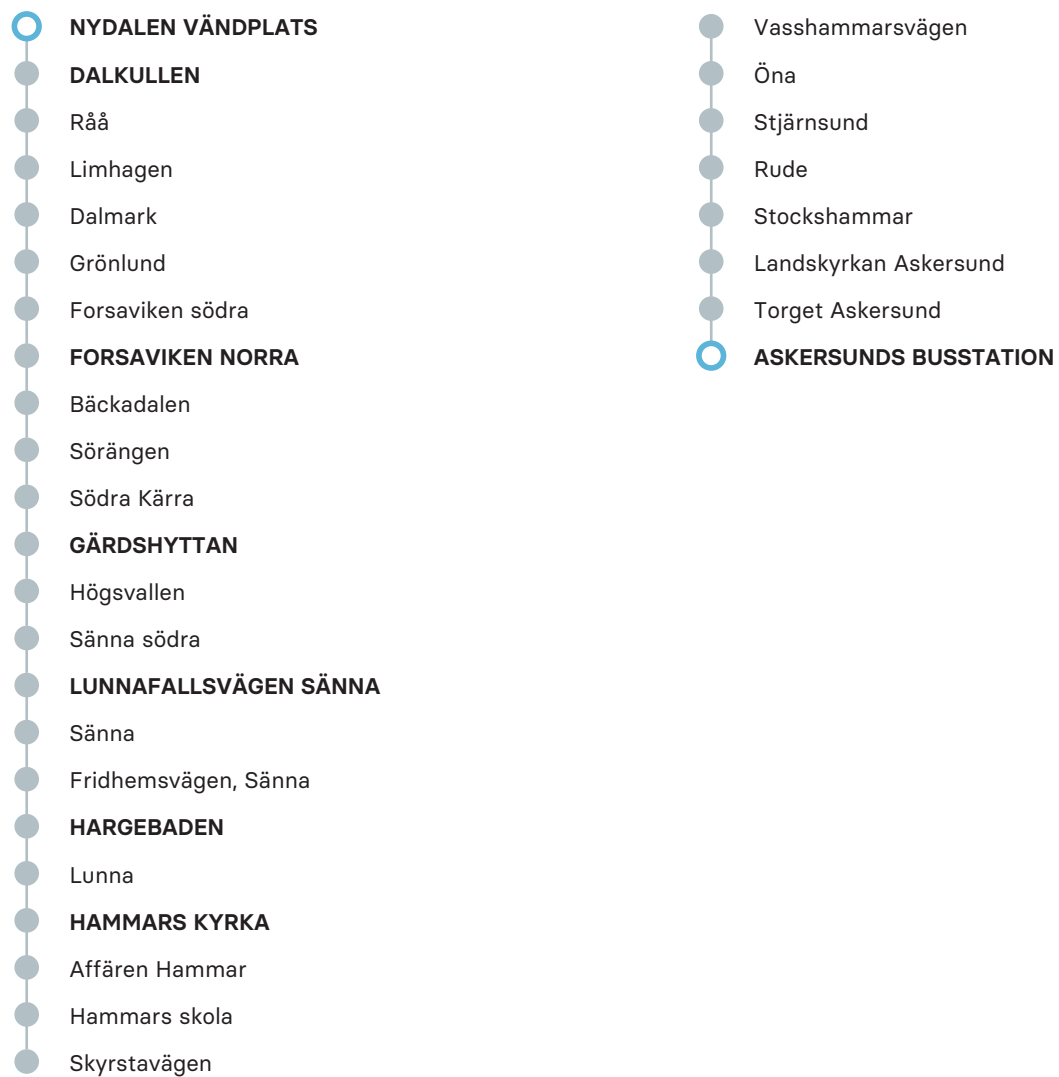 NYDALEN VÄNDPLATS
DALKULLEN
Råå
Limhagen
Dalmark
Grönlund
Forsaviken södra
FORSAVIKEN NORRA
Bäckadalen
Sörängen
Södra Kärra
GÄRDSHYTTAN
Högsvallen
Sänna södra
LUNNAFALLSVÄGEN SÄNNA
Sänna
Fridhemsvägen, Sänna
HARGEBADEN
Lunna
HAMMARS KYRKA
Affären Hammar
Hammars skola
Skyrstavägen
Vasshammarsvägen
Öna
Stjärnsund
Rude
Stockshammar
Landskyrkan Askersund
Torget Askersund
ASKERSUNDS BUSSTATION